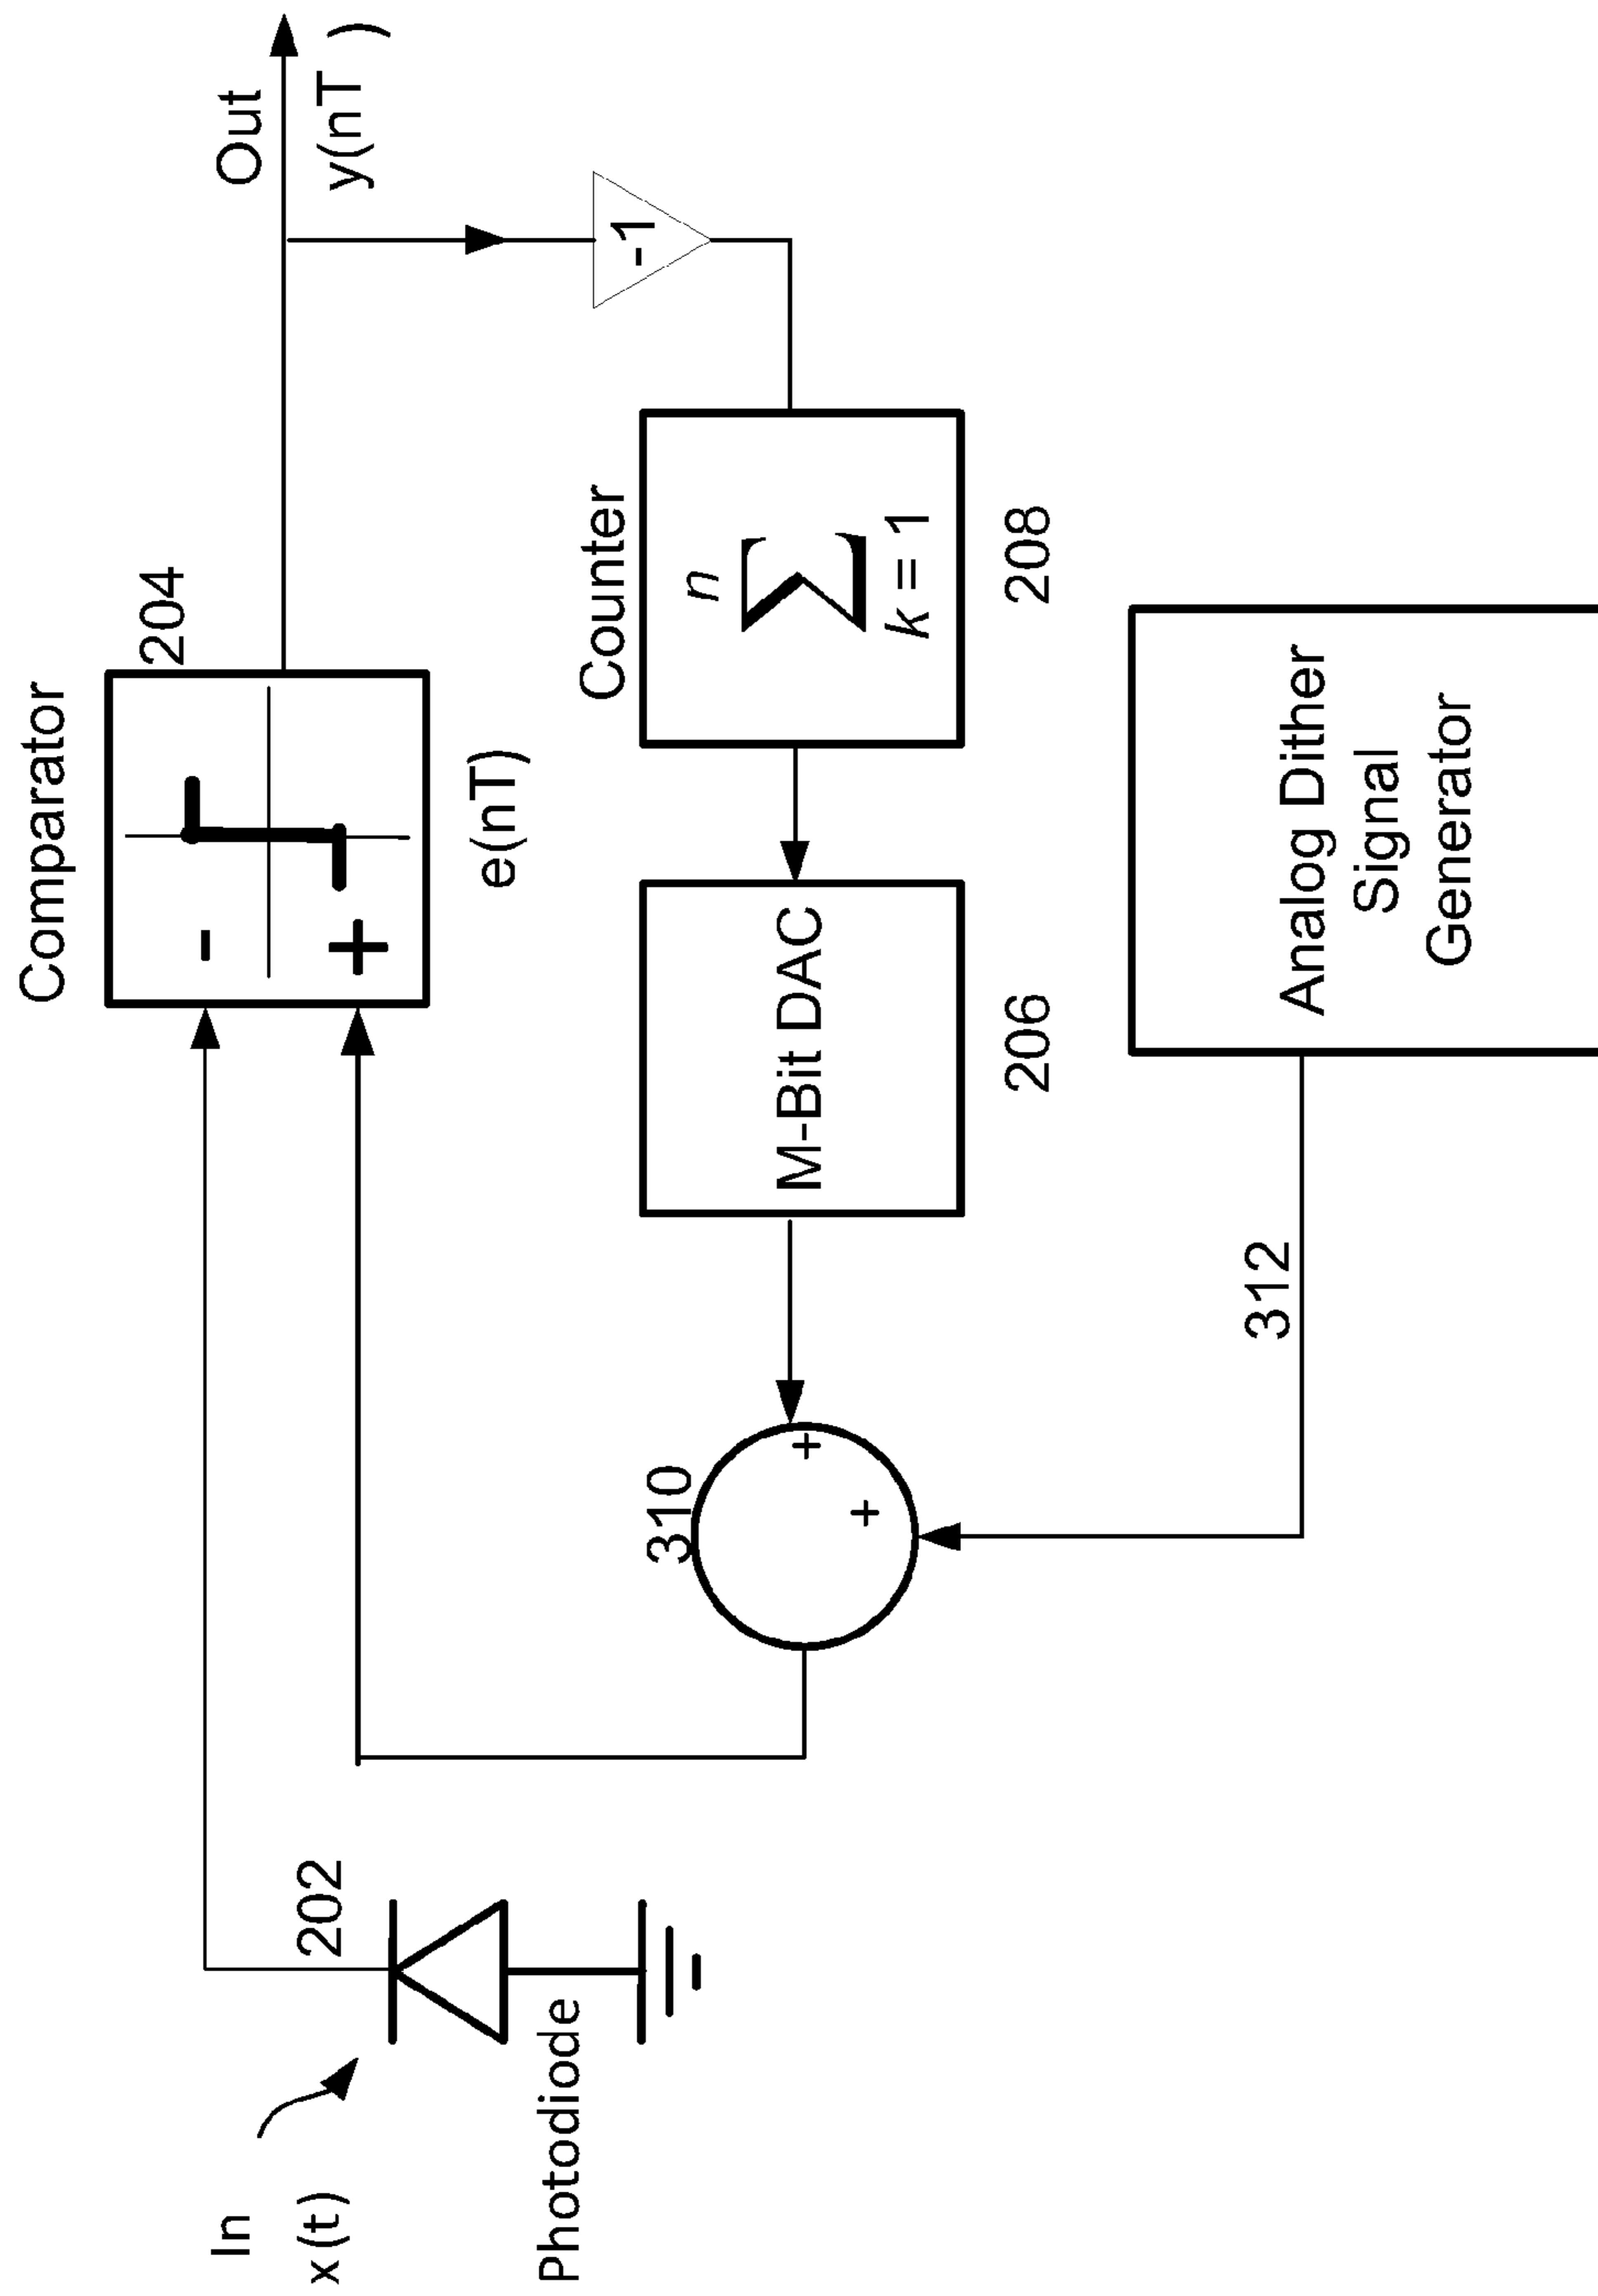 Comparator
204
-
+
Out
y(nT )
e(nT)
In
x(t)
202
Photodiode
-1
Counter
n
∑
k = 1
208
M-Bit DAC
206
310
+
+
312
Analog Dither
Signal
Generator